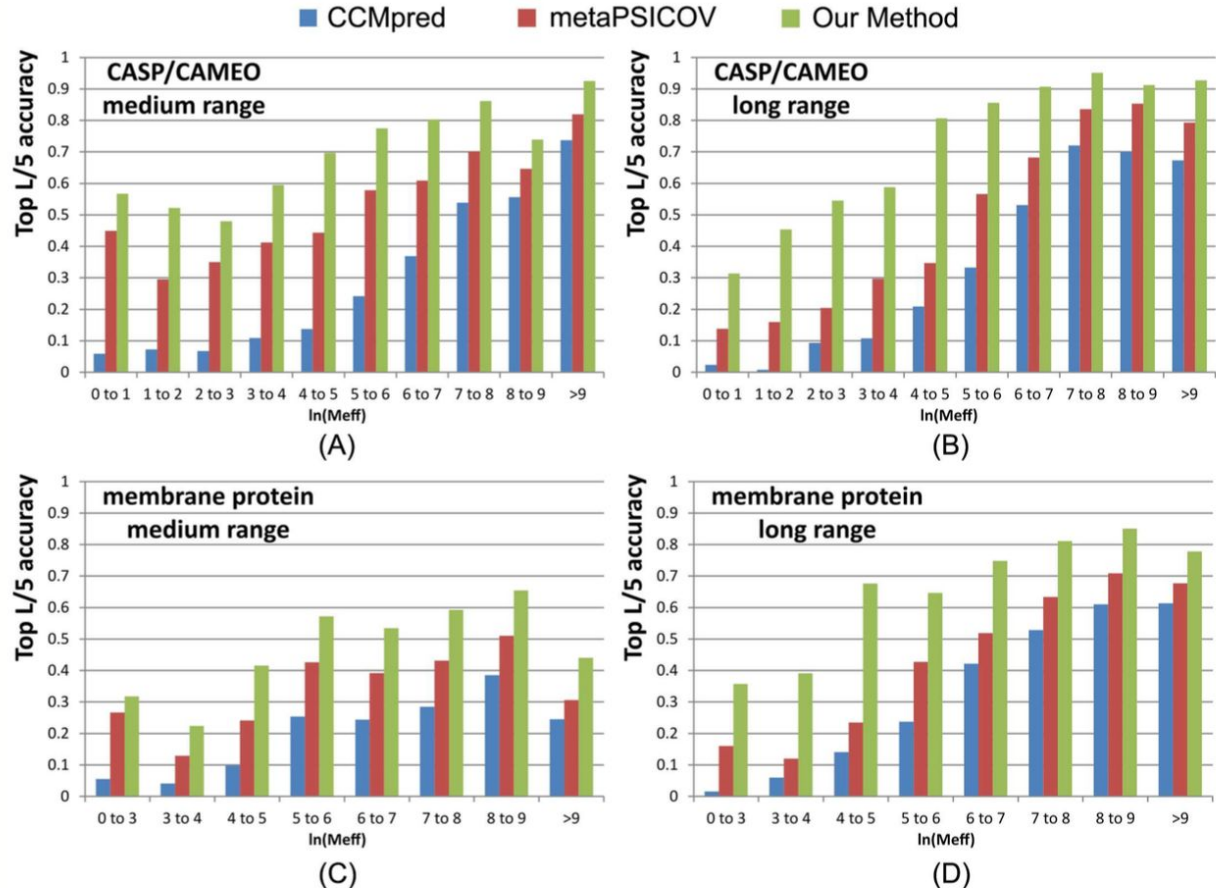 CCMpred metaPSICOV Our Method
CASP/CAMEO
medium range
Top L/5 accuracy
1
0.9
0.8
0.7
0.6
0.5
0.4
0.3
0.2
0.1
0
0 to 1 1 to 2 2 to 3 3 to 4 4 to 5 5 to 6 6 to 7 7 to 8 8 to 9 >9
ln(Meff)
(A)
CASP/CAMEO
long range
Top L/5 accuracy
1
0.9
0.8
0.7
0.6
0.5
0.4
0.3
0.2
0.1
0
0 to 1 1 to 2 2 to 3 3 to 4 4 to 5 5 to 6 6 to 7 7 to 8 8 to 9 >9
ln(Meff)
(B)
membrane protein
medium range
Top L/5 accuracy
1
0.9
0.8
0.7
0.6
0.5
0.4
0.3
0.2
0.1
0
0 to 3 3 to 4 4 to 5 5 to 6 6 to 7 7 to 8 8 to 9 >9
ln(Meff)
(C)
membrane protein
long range
Top L/5 accuracy
1
0.9
0.8
0.7
0.6
0.5
0.4
0.3
0.2
0.1
0
0 to 3 3 to 4 4 to 5 5 to 6 6 to 7 7 to 8 8 to 9 >9
ln(Meff)
(D)